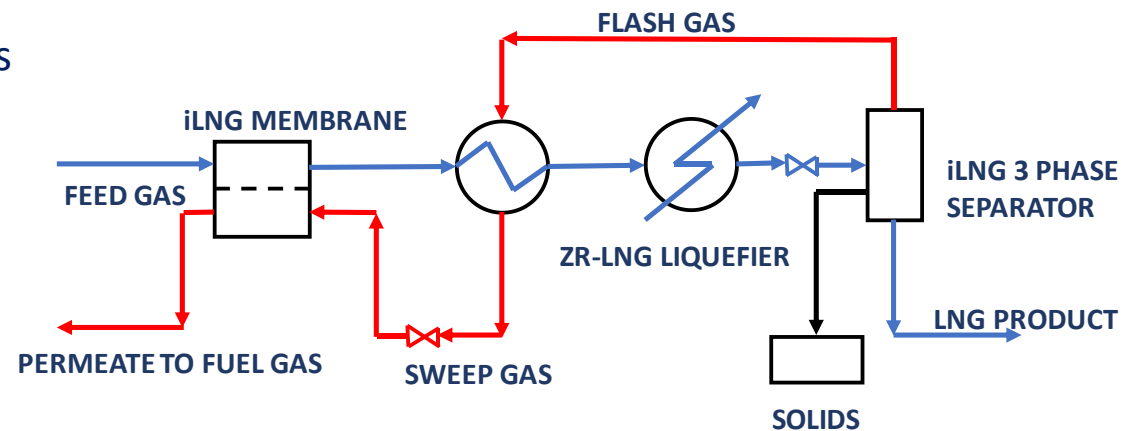 FLASH GAS
S
iLNG MEMBRANE
FEED GAS
iLNG 3 PHASE
SEPARATOR
ZR-LNG LIQUEFIER
LNG PRODUCT
PERMEATE TO FUEL GAS
SWEEP GAS
SOLIDS